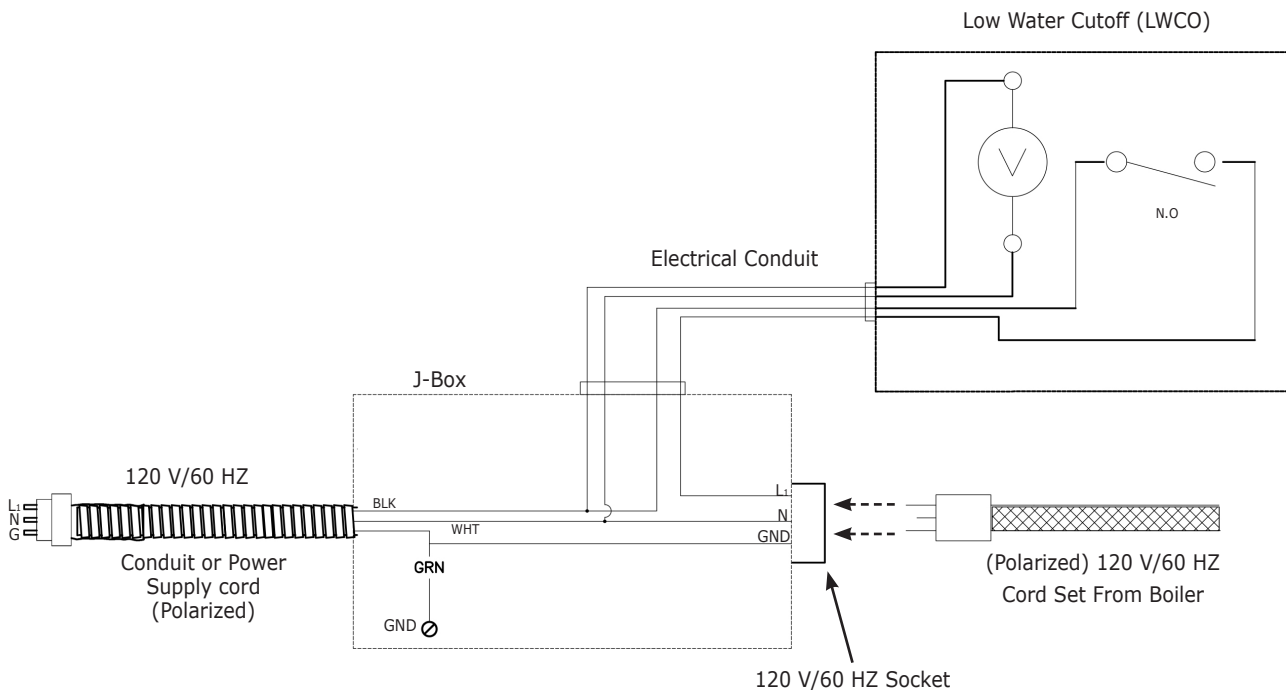 Low Water Cutoff (LWCO)
V
N.O
Electrical Conduit
J-Box
120 V/60 HZ
L1
N
G
BLK
WHT
GRN
GND
L1
N
GND
Conduit or Power
Supply cord
(Polarized)
(Polarized) 120 V/60 HZ
Cord Set From Boiler
120 V/60 HZ Socket